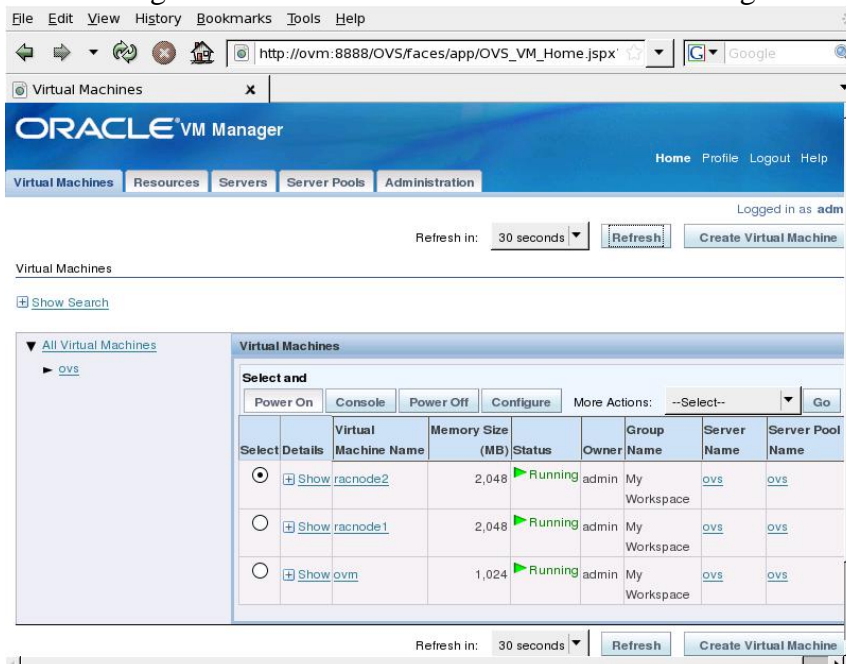 File Edit View History Bookmarks Tools Help
http://ovm:8888/OVS/faces/app/OVS_VM_Home.jspx
G Google
Virtual Machines x
ORACLE VM Manager
Home Profile Logout Help
Virtual Machines Resources Servers Server Pools Administration
Logged in as adm
Refresh in: 30 seconds Refresh Create Virtual Machine
Virtual Machines
Show Search
All Virtual Machines
ovs
Virtual Machines
Select and
Power On Console Power Off Configure More Actions: --Select-- Go
Select Details Virtual Machine Name Memory Size (MB) Status Owner Group Name Server Name Server Pool Name
Show racnode2 2,048 Running admin My Workspace ovs ovs
Show racnode1 2,048 Running admin My Workspace ovs ovs
Show ovm 1,024 Running admin My Workspace ovs ovs
Refresh in: 30 seconds Refresh Create Virtual Machine